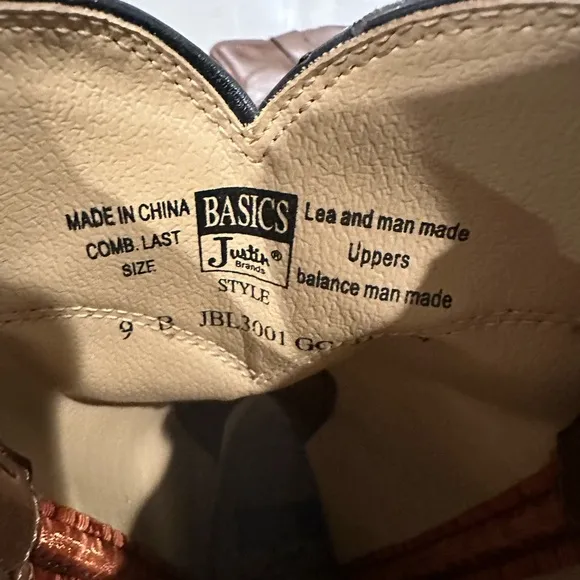 MADE IN CHINA
COMB. LAST
SIZE
BASICS
Justin®
Brands
STYLE
Lea and man made
Uppers
balance man made
9 B JBL3001